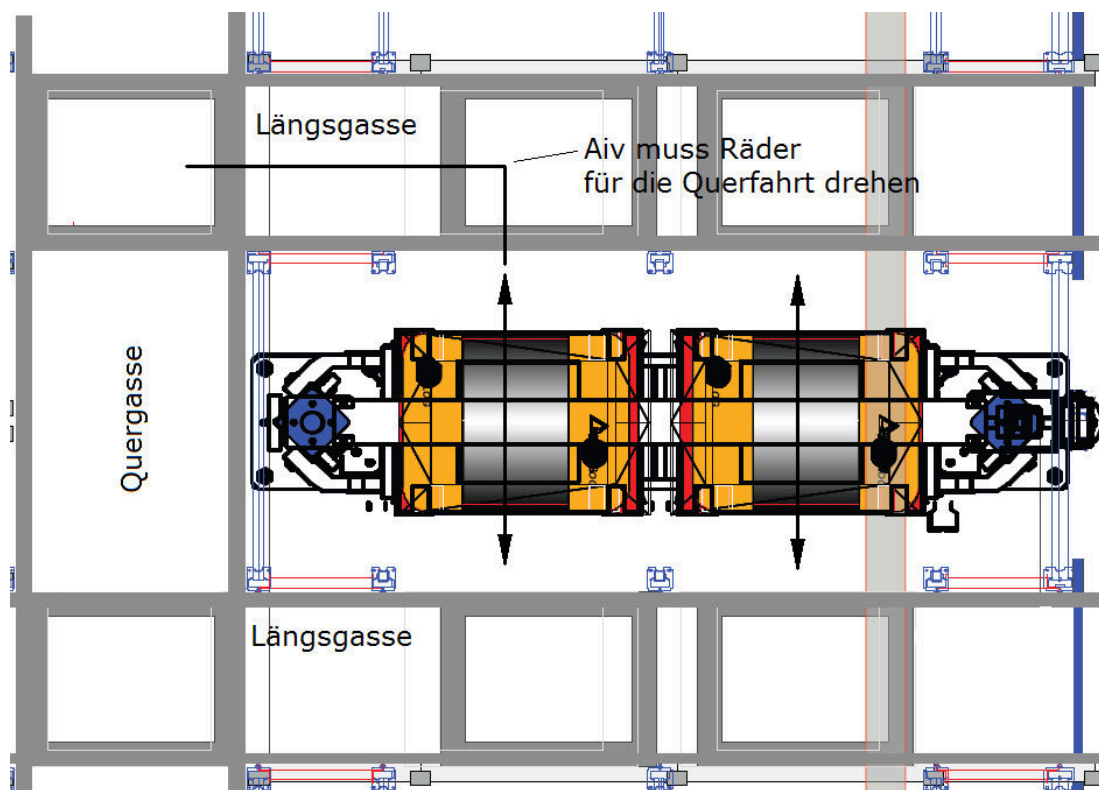 Längsgasse
Aiv muss Räder
für die Querfahrt drehen
Quergasse
Längsgasse